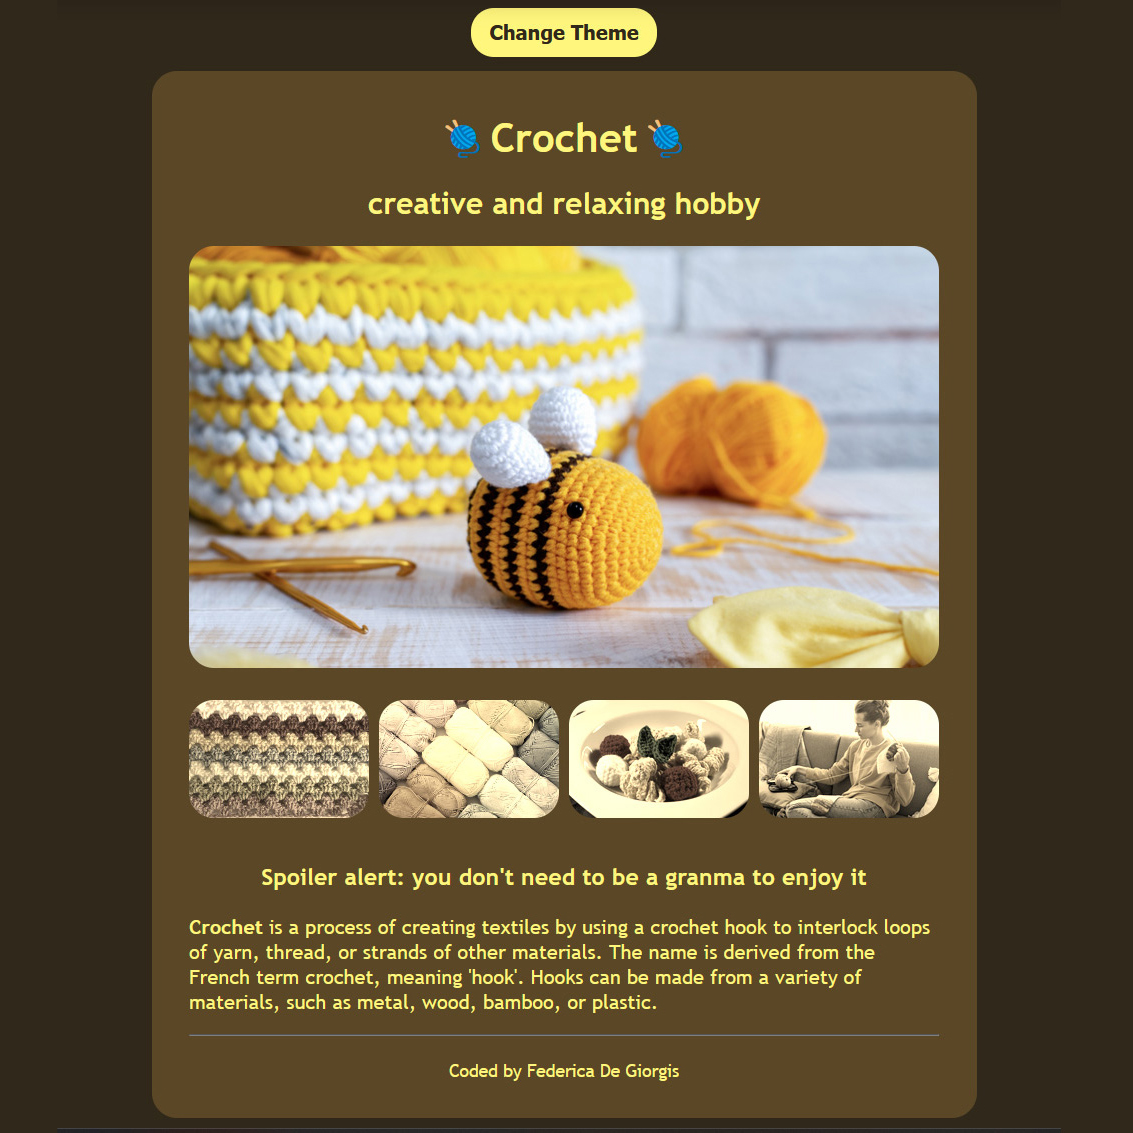 Change Theme
🧶 Crochet 🧶
creative and relaxing hobby
Spoiler alert: you don't need to be a granma to enjoy it
Crochet is a process of creating textiles by using a crochet hook to interlock loops
of yarn, thread, or strands of other materials. The name is derived from the
French term crochet, meaning 'hook'. Hooks can be made from a variety of
materials, such as metal, wood, bamboo, or plastic.
Coded by Federica De Giorgis